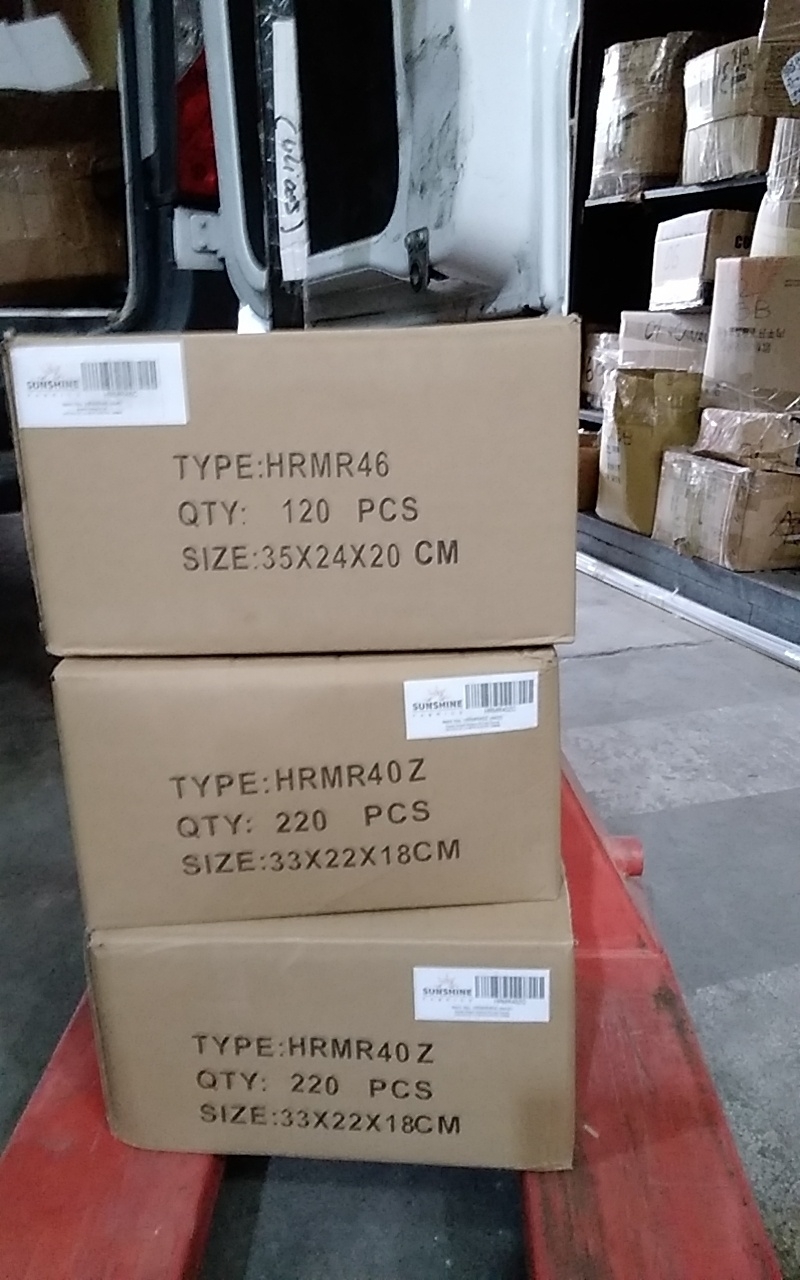 SUNSHINE
TYPE:HRMR46
QTY: 120 PCS
SIZE:35X24X20 CM
SUNSHINE
TYPE:HRMR40Z
QTY: 220 PCS
SIZE:33X22X18CM
SUNSHINE
TYPE:HRMR40Z
QTY: 220 PCS
SIZE:33X22X18CM